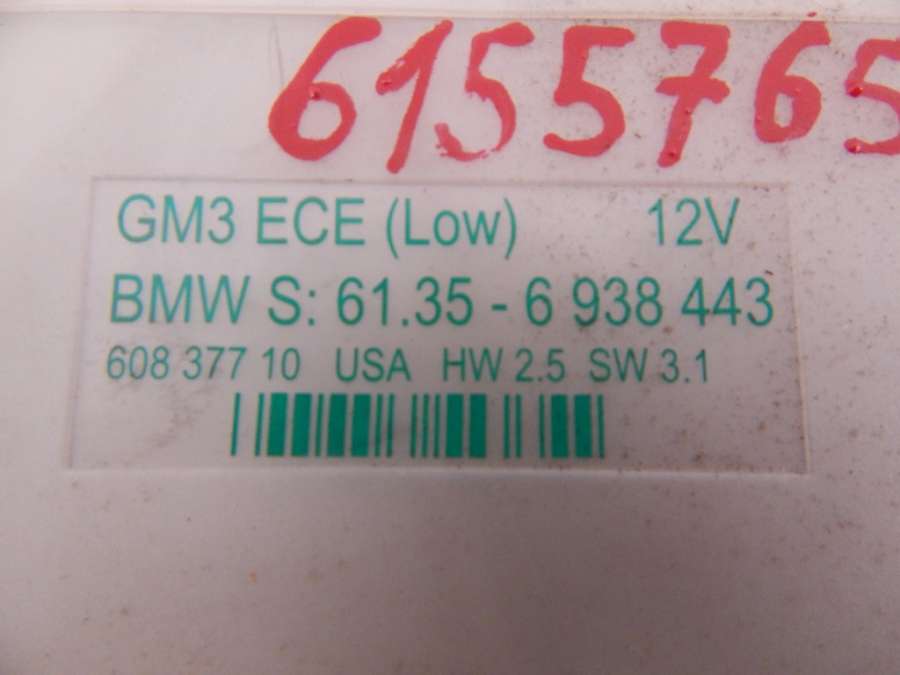 6155765
GM3 ECE (Low) 12V
BMW S: 61.35 - 6 938 443
608 377 10 USA HW 2.5 SW 3.1